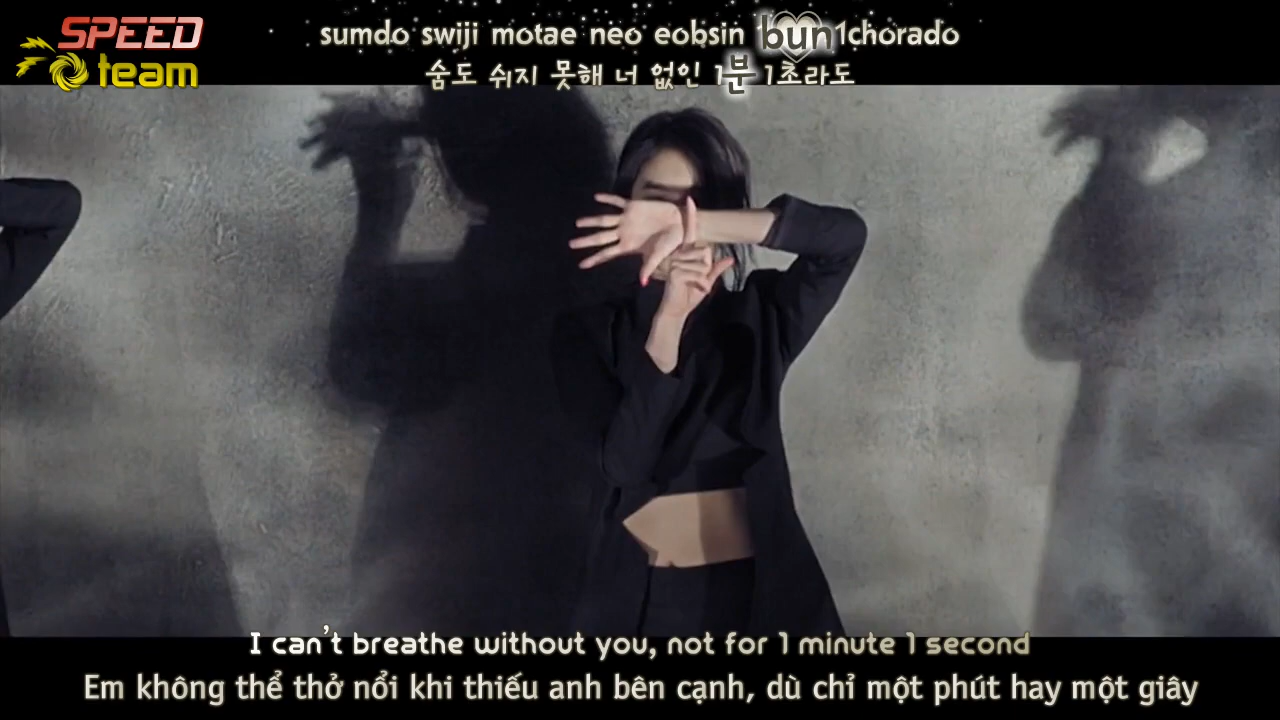 SPEED
team
sumdo swiji motae neo eobsin 1bun 1chorado
숨도 쉬지 못해 너 없인 1분 1초라도
I can't breathe without you, not for 1 minute 1 second
Em không thể thở nổi khi thiếu anh bên cạnh, dù chỉ một phút hay một giây